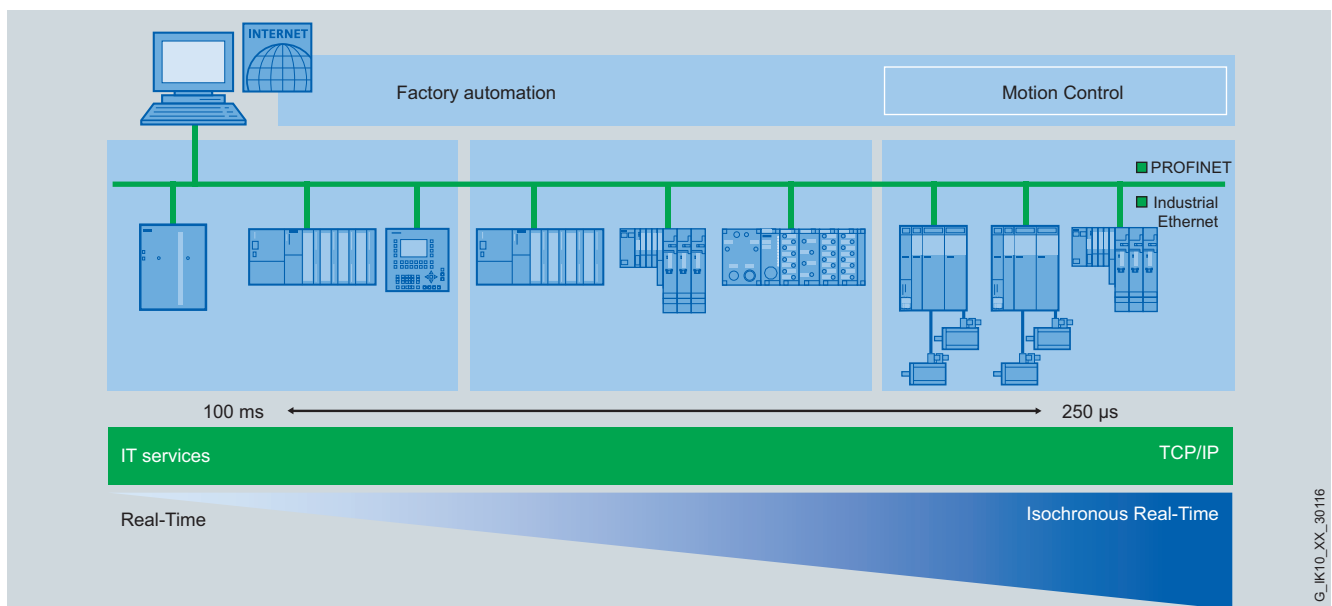 INTERNET
Factory automation
Motion Control
PROFINET
Industrial
Ethernet
100 ms
250 µs
IT services
TCP/IP
Real-Time
Isochronous Real-Time
G_IK10_XX_30116